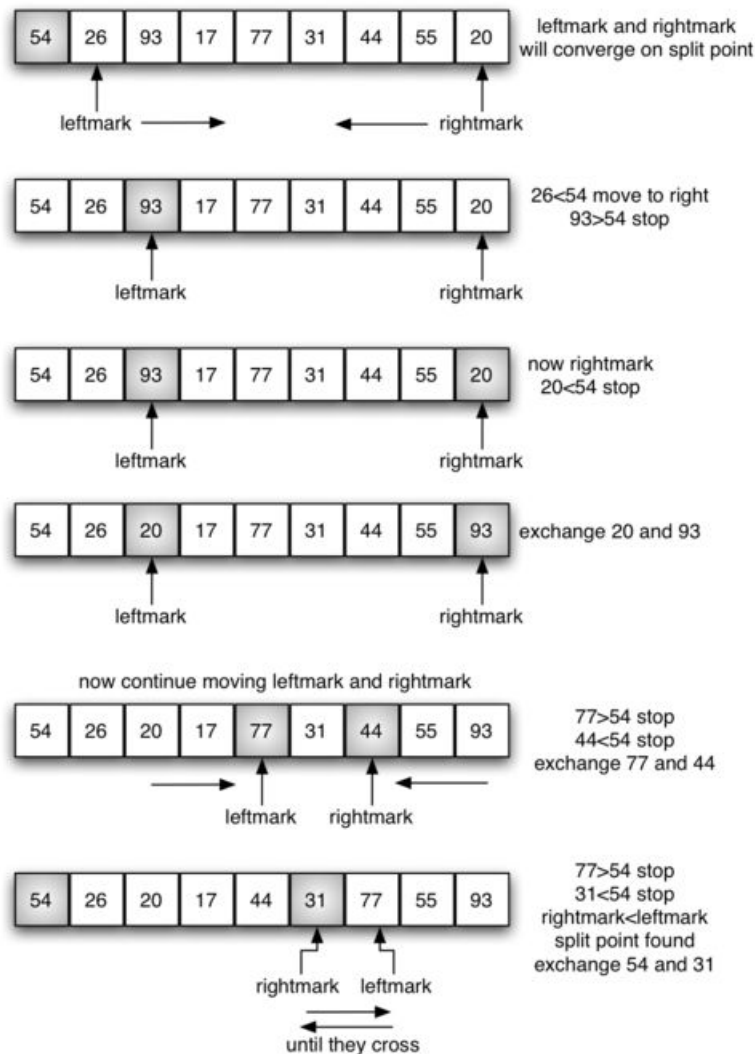 54 26 93 17 77 31 44 55 20
leftmark and rightmark
will converge on split point
leftmark
rightmark
54 26 93 17 77 31 44 55 20
26<54 move to right
93>54 stop
leftmark
rightmark
54 26 93 17 77 31 44 55 20
now rightmark
20<54 stop
leftmark
rightmark
54 26 20 17 77 31 44 55 93
exchange 20 and 93
leftmark
rightmark
now continue moving leftmark and rightmark
54 26 20 17 77 31 44 55 93
77>54 stop
44<54 stop
exchange 77 and 44
leftmark
rightmark
54 26 20 17 44 31 77 55 93
77>54 stop
31<54 stop
rightmark<leftmark
split point found
exchange 54 and 31
rightmark
leftmark
until they cross